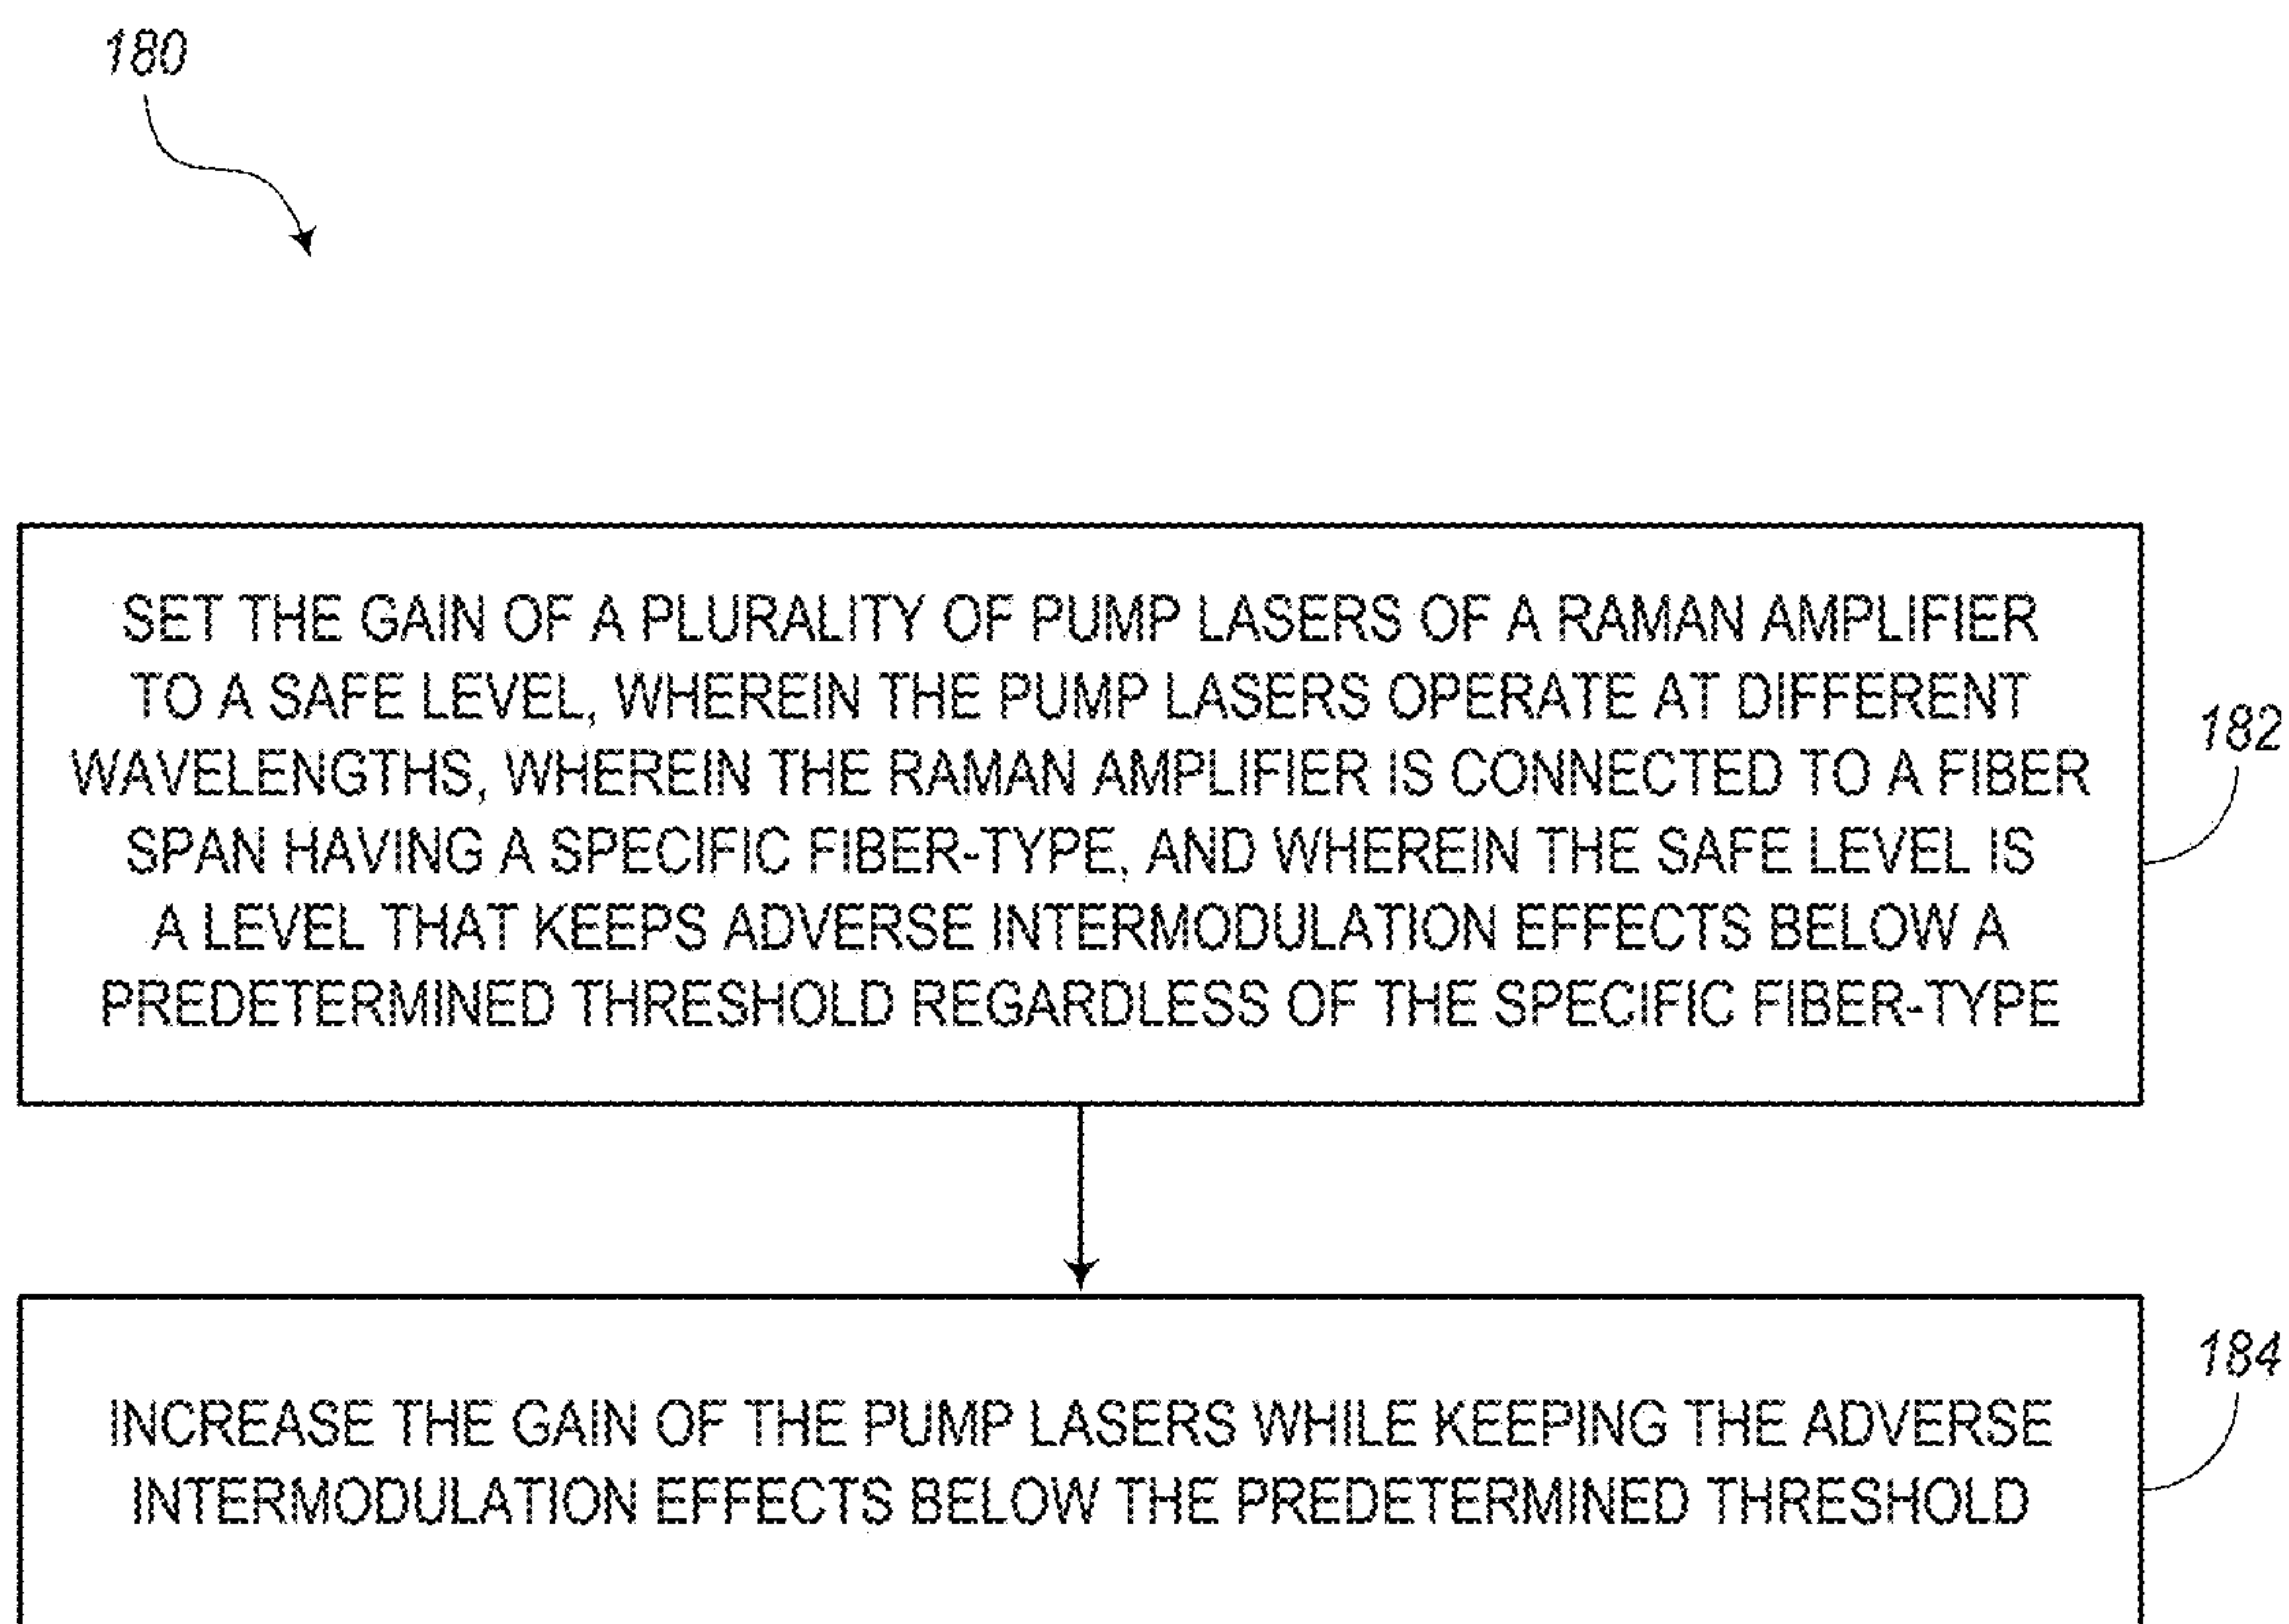 180
SET THE GAIN OF A PLURALITY OF PUMP LASERS OF A RAMAN AMPLIFIER
TO A SAFE LEVEL, WHEREIN THE PUMP LASERS OPERATE AT DIFFERENT
WAVELENGTHS, WHEREIN THE RAMAN AMPLIFIER IS CONNECTED TO A FIBER
SPAN HAVING A SPECIFIC FIBER-TYPE, AND WHEREIN THE SAFE LEVEL IS
A LEVEL THAT KEEPS ADVERSE INTERMODULATION EFFECTS BELOW A
PREDETERMINED THRESHOLD REGARDLESS OF THE SPECIFIC FIBER-TYPE
182
INCREASE THE GAIN OF THE PUMP LASERS WHILE KEEPING THE ADVERSE
INTERMODULATION EFFECTS BELOW THE PREDETERMINED THRESHOLD
184